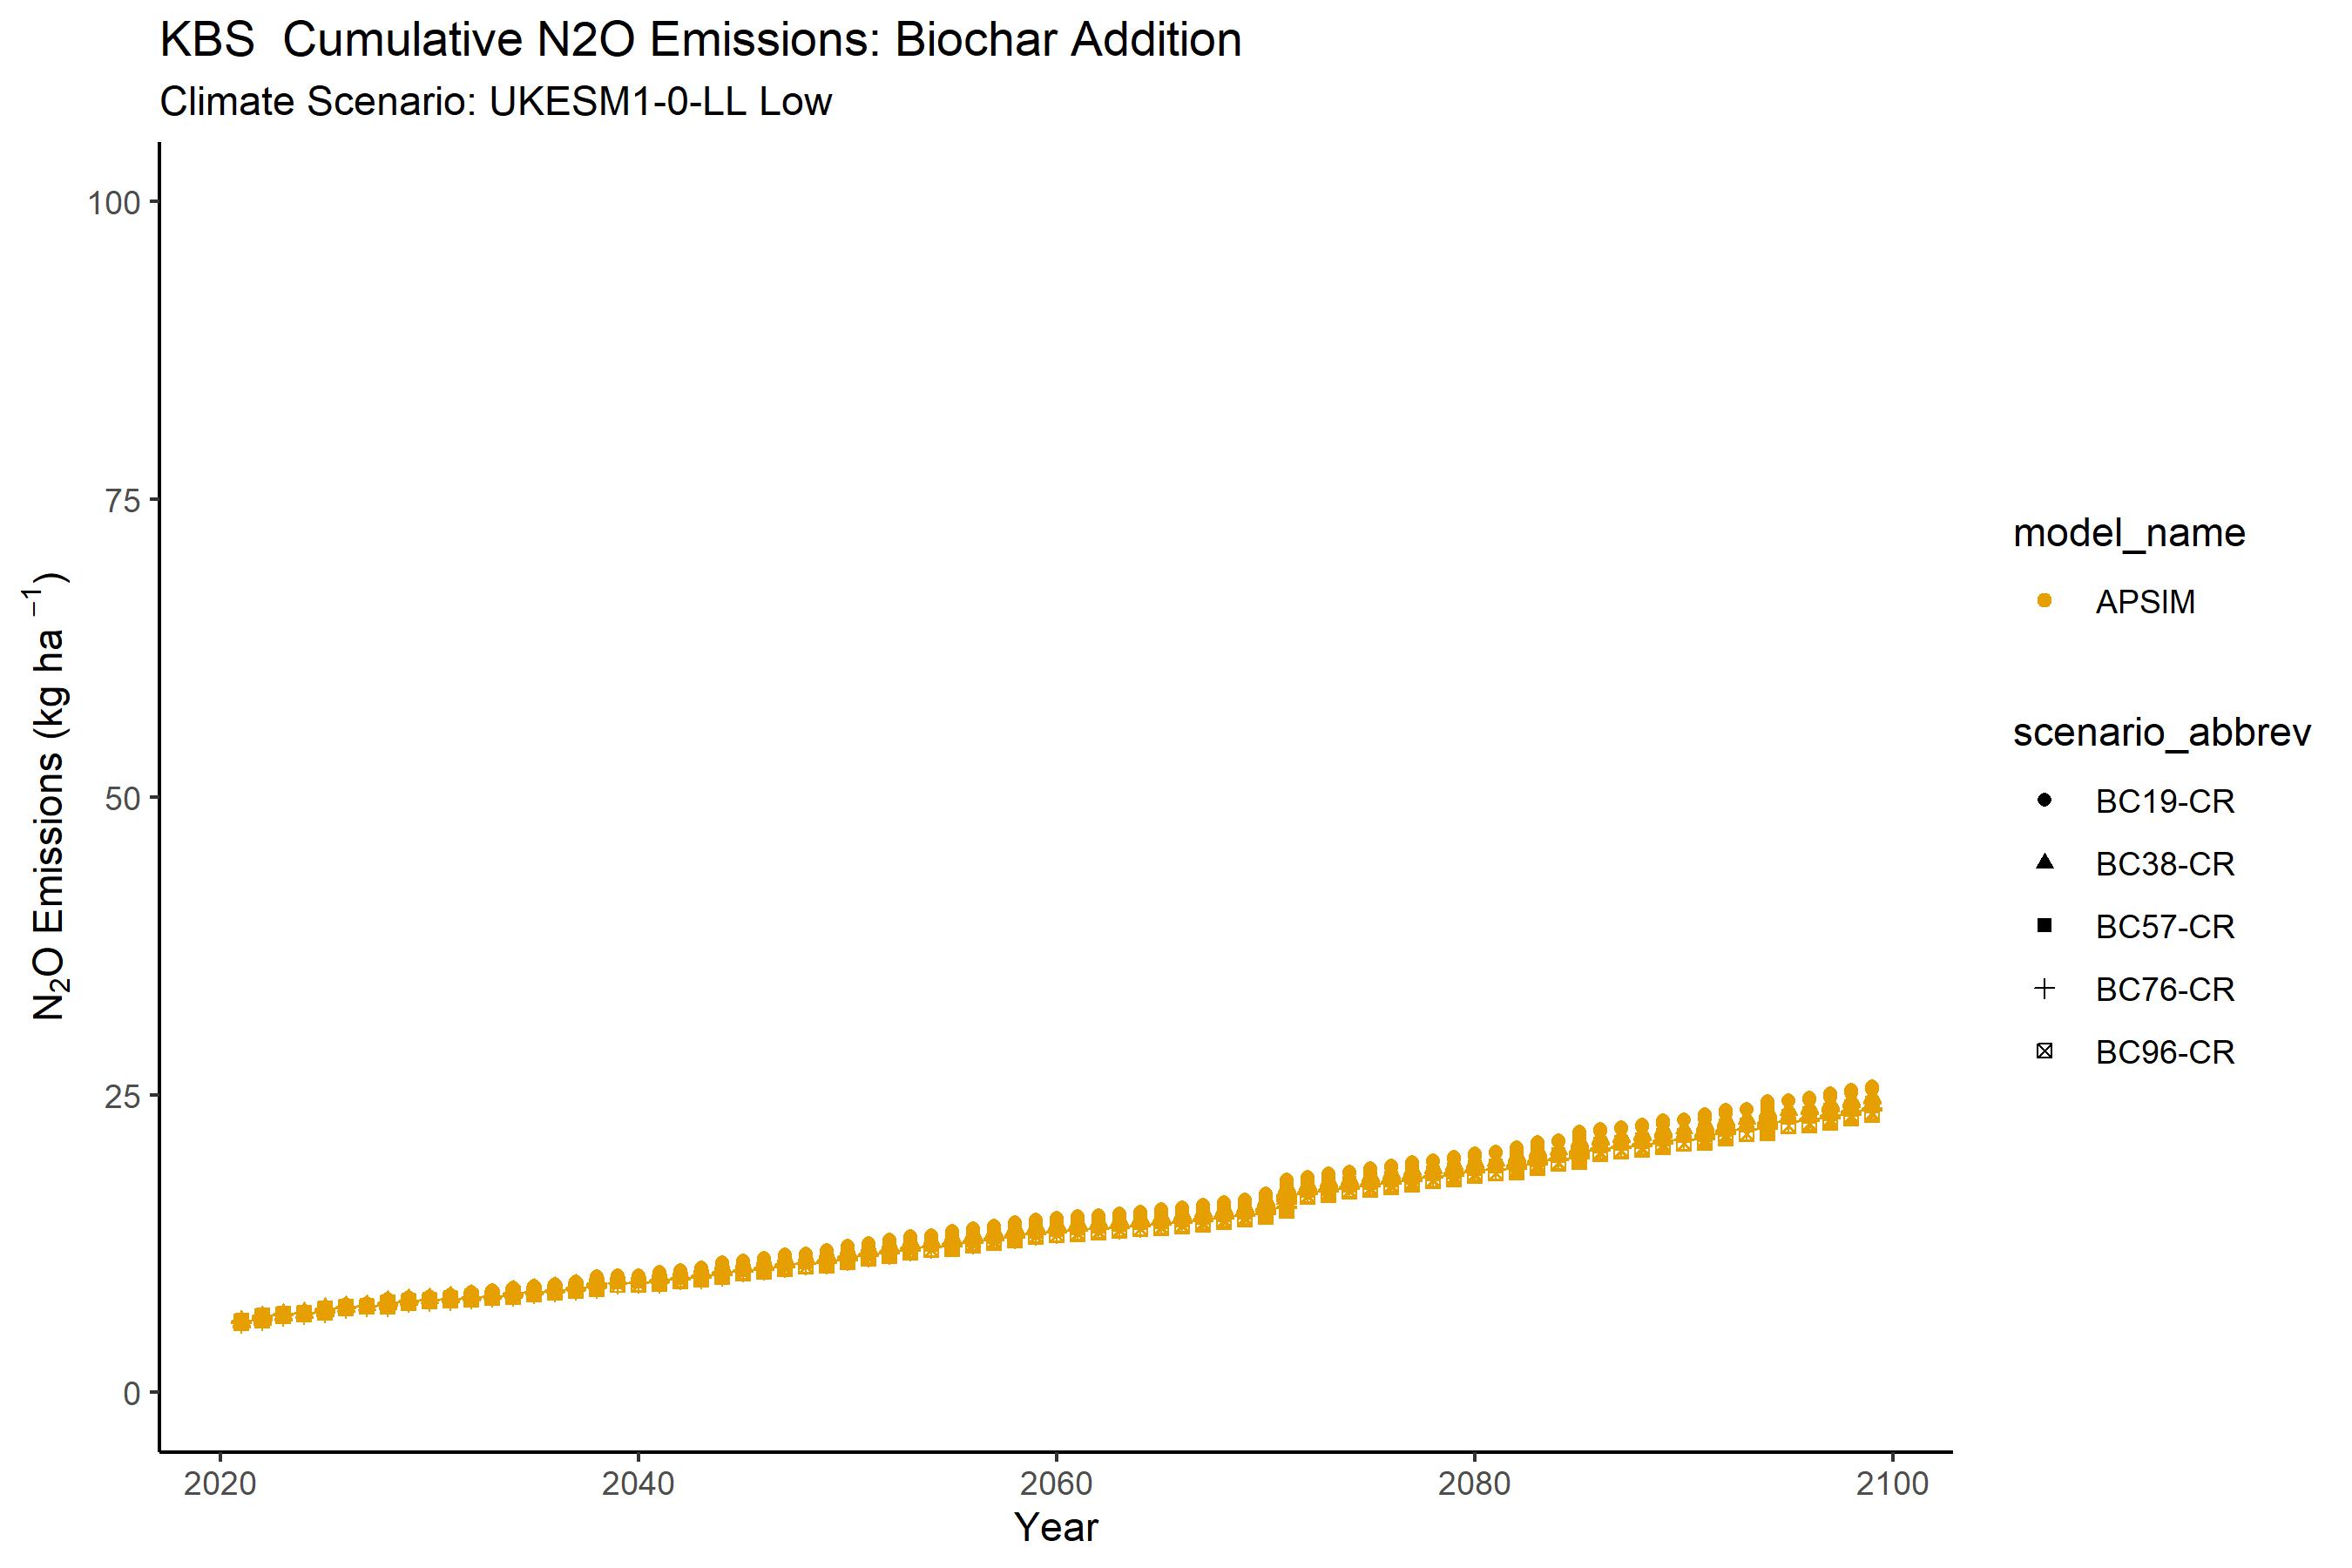 KBS  Cumulative N2O Emissions: Biochar Addition
Climate Scenario: UKESM1-0-LL Low
N₂O Emissions (kg ha ⁻¹)
100
75
50
25
0
2020 2040 2060 2080 2100
Year
model_name
APSIM
scenario_abbrev
BC19-CR
BC38-CR
BC57-CR
BC76-CR
BC96-CR